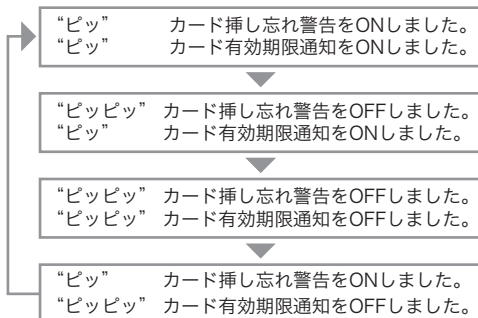 “ピッ” カード挿し忘れ警告をONしました。
“ピッ” カード有効期限通知をONしました。
“ピッピッ” カード挿し忘れ警告をOFFしました。
“ピッ” カード有効期限通知をONしました。
“ピッピッ” カード挿し忘れ警告をOFFしました。
“ピッピッ” カード有効期限通知をOFFしました。
“ピッ” カード挿し忘れ警告をONしました。
“ピッピッ” カード有効期限通知をOFFしました。